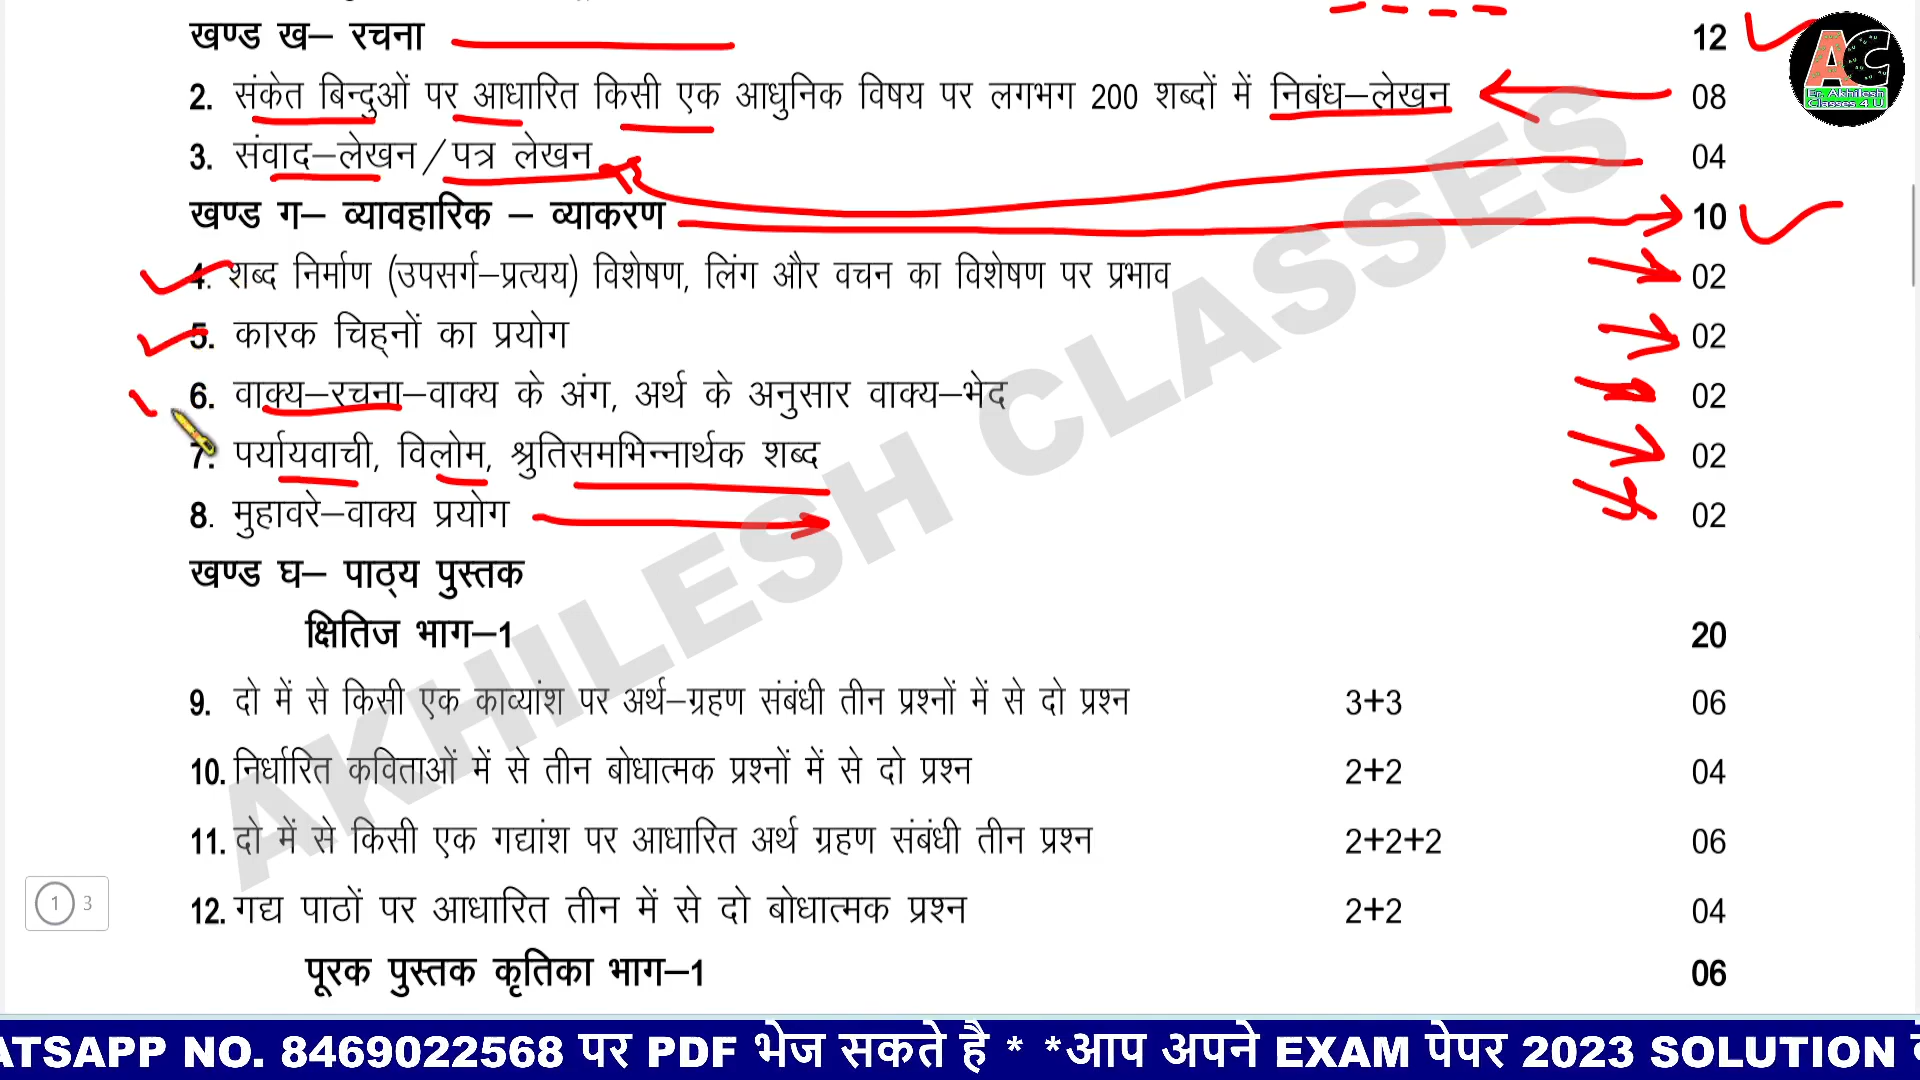 खण्ड ख– रचना 12
2. संकेत बिन्दुओं पर आधारित किसी एक आधुनिक विषय पर लगभग 200 शब्दों में निबंध–लेखन 08
3. संवाद–लेखन/पत्र लेखन 04
खण्ड ग– व्यावहारिक – व्याकरण 10
4. शब्द निर्माण (उपसर्ग–प्रत्यय) विशेषण, लिंग और वचन का विशेषण पर प्रभाव 02
5. कारक चिह्नों का प्रयोग 02
6. वाक्य–रचना–वाक्य के अंग, अर्थ के अनुसार वाक्य–भेद 02
7. पर्यायवाची, विलोम, श्रुतिसमभिन्नार्थक शब्द 02
8. मुहावरे–वाक्य प्रयोग 02
खण्ड घ– पाठ्य पुस्तक
क्षितिज भाग–1 20
9. दो में से किसी एक काव्यांश पर अर्थ–ग्रहण संबंधी तीन प्रश्नों में से दो प्रश्न 3+3 06
10. निर्धारित कविताओं में से तीन बोधात्मक प्रश्नों में से दो प्रश्न 2+2 04
11. दो में से किसी एक गद्यांश पर आधारित अर्थ ग्रहण संबंधी तीन प्रश्न 2+2+2 06
12. गद्य पाठों पर आधारित तीन में से दो बोधात्मक प्रश्न 2+2 04
पूरक पुस्तक कृतिका भाग–1 06
AKHILESH CLASSES
AC
Er. Akhilesh
Classes 4 U
1 3
ATSAPP NO. 8469022568 पर PDF भेज सकते है * *आप अपने EXAM पेपर 2023 SOLUTION